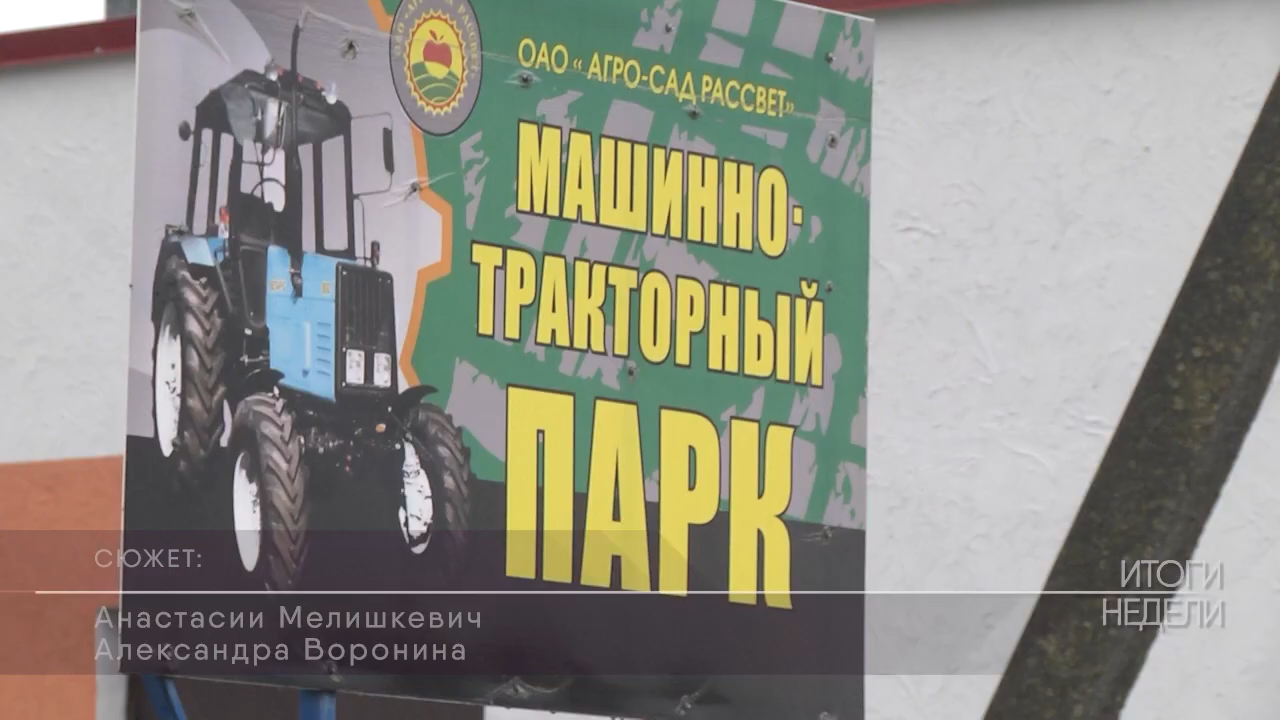 ОАО « АГРО-САД РАССВЕТ»
МАШИННО-
ТРАКТОРНЫЙ
ПАРК
СЮЖЕТ:
Анастасии Мелишкевич
Александра Воронина
ИТОГИ
НЕДЕЛИ